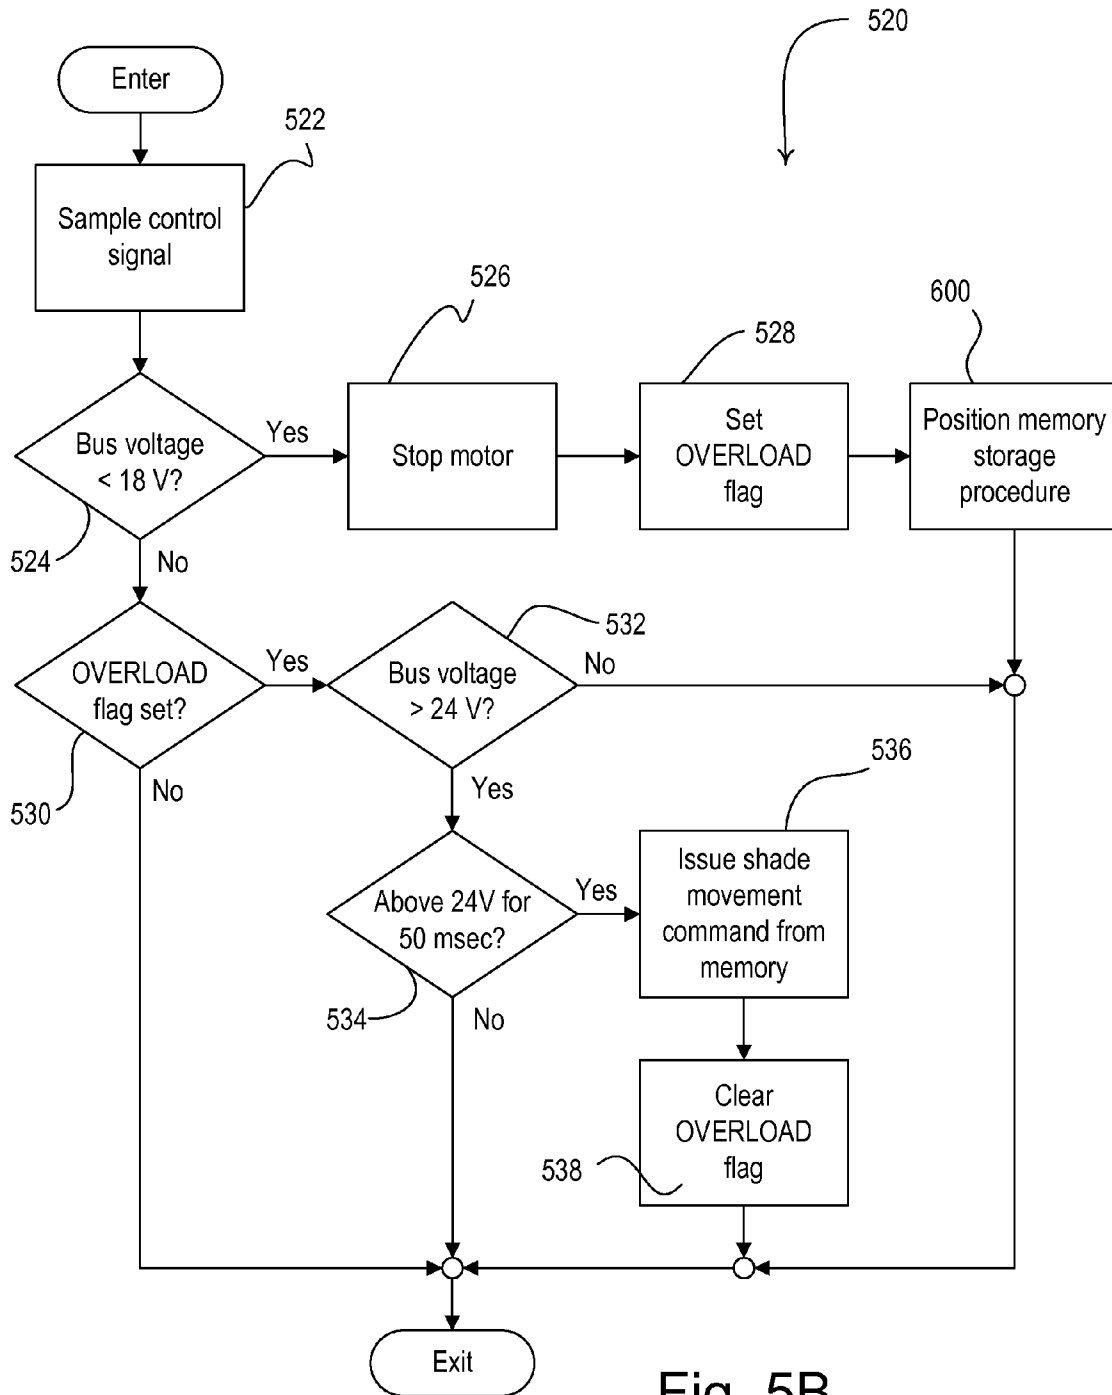 520
Enter
522
Sample control
signal
526
528
600
Bus voltage
< 18 V?
Yes
Stop motor
Set
OVERLOAD
flag
Position memory
storage
procedure
524
No
532
OVERLOAD
flag set?
Yes
Bus voltage
> 24 V?
No
530
No
Yes
536
Above 24V for
50 msec?
Yes
Issue shade
movement
command from
memory
534
No
Clear
OVERLOAD
flag
538
Exit
Fig. 5B